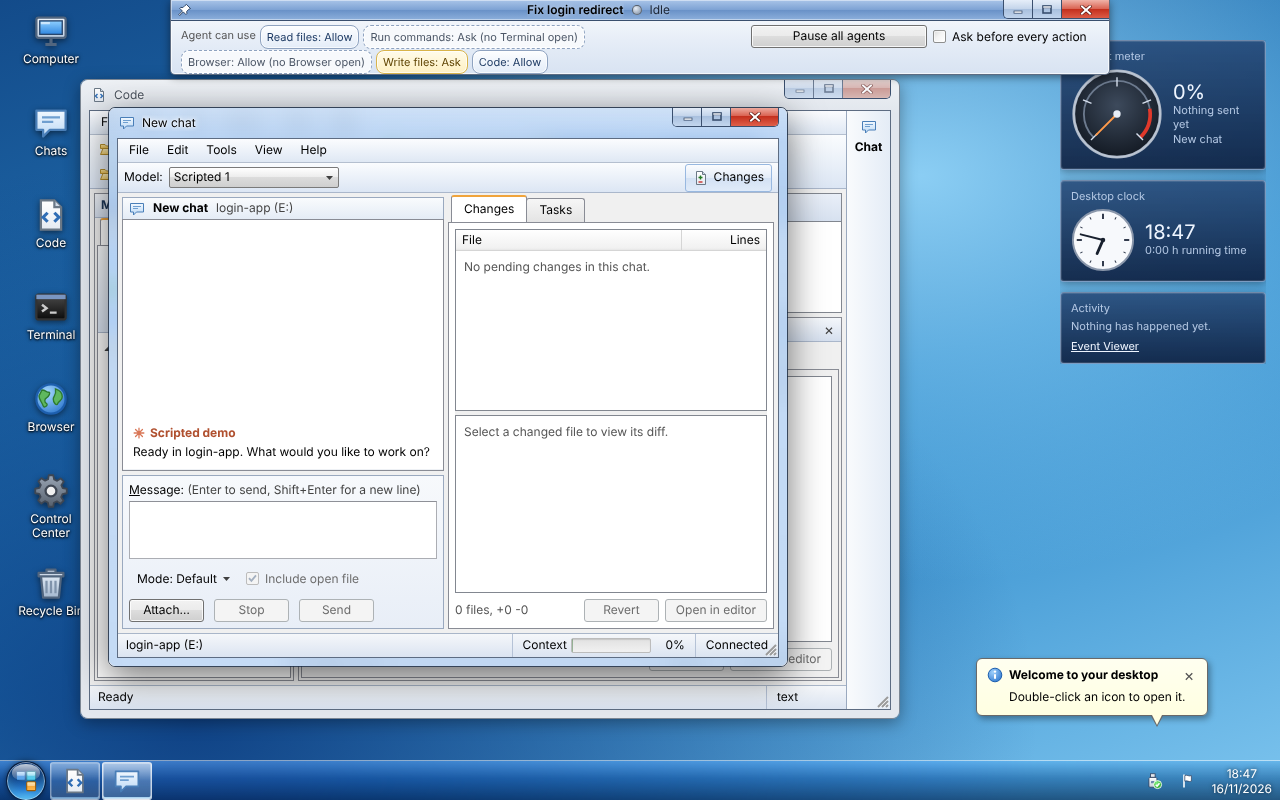 Fix login redirect Idle
Agent can use Read files: Allow Run commands: Ask (no Terminal open)
Browser: Allow (no Browser open) Write files: Ask Code: Allow
Pause all agents Ask before every action
Computer
Chats
Code
Terminal
Browser
Control
Center
Recycle Bin
Code
New chat
File Edit Tools View Help
Model: Scripted 1 Changes
New chat login-app (E:)
Scripted demo
Ready in login-app. What would you like to work on?
Message: (Enter to send, Shift+Enter for a new line)
Mode: Default Include open file
Attach... Stop Send
Changes Tasks
File Lines
No pending changes in this chat.
Select a changed file to view its diff.
0 files, +0 -0 Revert Open in editor
login-app (E:) Context 0% Connected
Chat
editor
Ready text
meter
0%
Nothing sent
yet
New chat
Desktop clock
18:47
0:00 h running time
Activity
Nothing has happened yet.
Event Viewer
Welcome to your desktop
Double-click an icon to open it.
18:47
16/11/2026